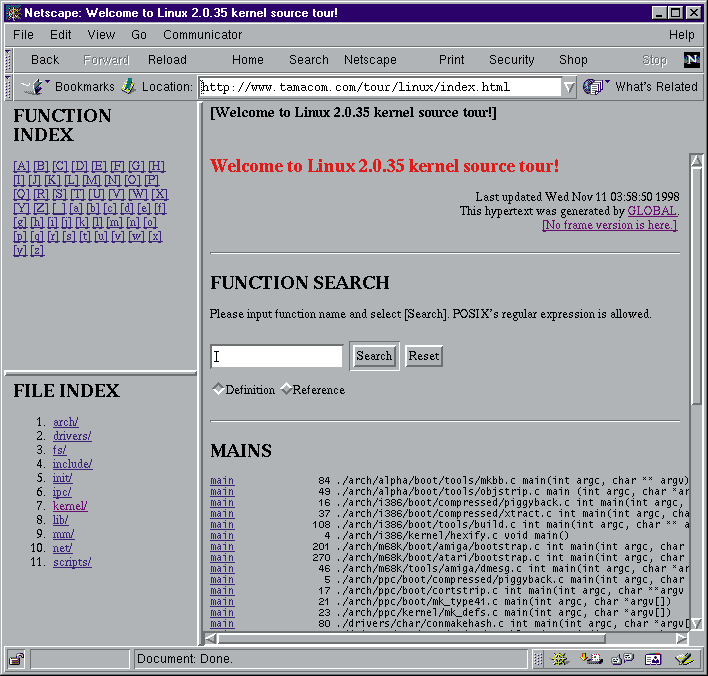 Netscape: Welcome to Linux 2.0.35 kernel source tour!
File Edit View Go Communicator Help
Back Forward Reload Home Search Netscape Print Security Shop Stop N
Bookmarks Location: http://www.tamacom.com/tour/linux/index.html What's Related
FUNCTION
INDEX
[A] [B] [C] [D] [E] [F] [G] [H]
[I] [J] [K] [L] [M] [N] [O] [P]
[Q] [R] [S] [T] [U] [V] [W] [X]
[Y] [Z] [_] [a] [b] [c] [d] [e] [f]
[g] [h] [i] [j] [k] [l] [m] [n] [o]
[p] [q] [r] [s] [t] [u] [v] [w] [x]
[y] [z]
FILE INDEX
1. arch/
2. drivers/
3. fs/
4. include/
5. init/
6. ipc/
7. kernel/
8. lib/
9. mm/
10. net/
11. scripts/
[Welcome to Linux 2.0.35 kernel source tour!]
Welcome to Linux 2.0.35 kernel source tour!
Last updated Wed Nov 11 03:58:50 1998
This hypertext was generated by GLOBAL.
[No frame version is here.]
FUNCTION SEARCH
Please input function name and select [Search]. POSIX's regular expression is allowed.
Search Reset
Definition Reference
MAINS
main 84 ./arch/alpha/boot/tools/mkbb.c main(int argc, char ** argv)
main 49 ./arch/alpha/boot/tools/objstrip.c main (int argc, char *ar
main 16 ./arch/i386/boot/compressed/piggyback.c int main(int argc,
main 37 ./arch/i386/boot/compressed/xtract.c int main(int argc, cha
main 108 ./arch/i386/boot/tools/build.c int main(int argc, char ** a
main 4 ./arch/i386/kernel/hexify.c void main()
main 201 ./arch/m68k/boot/amiga/bootstrap.c int main(int argc, char
main 270 ./arch/m68k/boot/atari/bootstrap.c int main(int argc, char
main 46 ./arch/m68k/tools/amiga/dmesg.c int main(int argc, char *ar
main 5 ./arch/ppc/boot/compressed/piggyback.c int main(int argc, c
main 17 ./arch/ppc/boot/cortstrip.c int main(int argc, char **argv
main 21 ./arch/ppc/boot/mk_type41.c main(int argc, char *argv[])
main 23 ./arch/ppc/kernel/mk_defs.c main(int argc, char *argv[])
main 80 ./drivers/char/conmakehash.c int main(int argc, char *argv[
Document: Done.